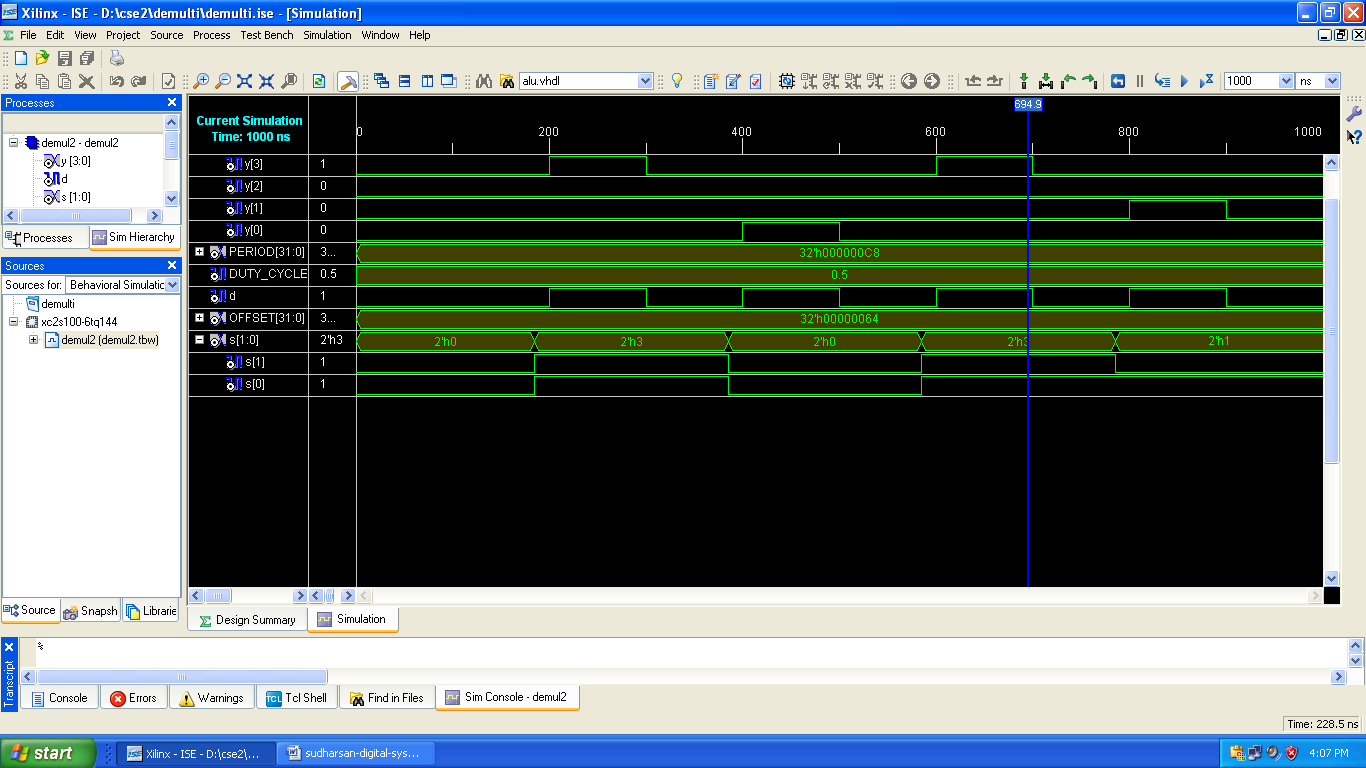 Xilinx - ISE - D:\cse2\demulti\demulti.ise - [Simulation]
File Edit View Project Source Process Test Bench Simulation Window Help
alu.vhdl
1000 ns
Processes
demul2 - demul2
y [3:0]
d
s [1:0]
Processes Sim Hierarchy
Sources
Sources for: Behavioral Simulatic
demulti
xc2s100-6tq144
demul2 (demul2.tbw)
Source Snapsh Librarie
Current Simulation
Time: 1000 ns
694.9
0 200 400 600 800 1000
y[3] 1
y[2] 0
y[1] 0
y[0] 0
PERIOD[31:0] 3... 32'h000000C8
DUTY_CYCLE 0.5 0.5
d 1
OFFSET[31:0] 3... 32'h00000064
s[1:0] 2'h3 2'h0 2'h3 2'h0 2'h3 2'h1
s[1] 1
s[0] 1
Design Summary Simulation
%
Transcript
Console Errors Warnings Tcl Shell Find in Files Sim Console - demul2
Time: 228.5 ns
start Xilinx - ISE - D:\cse2\... sudharsan-digital-sys... 4:07 PM